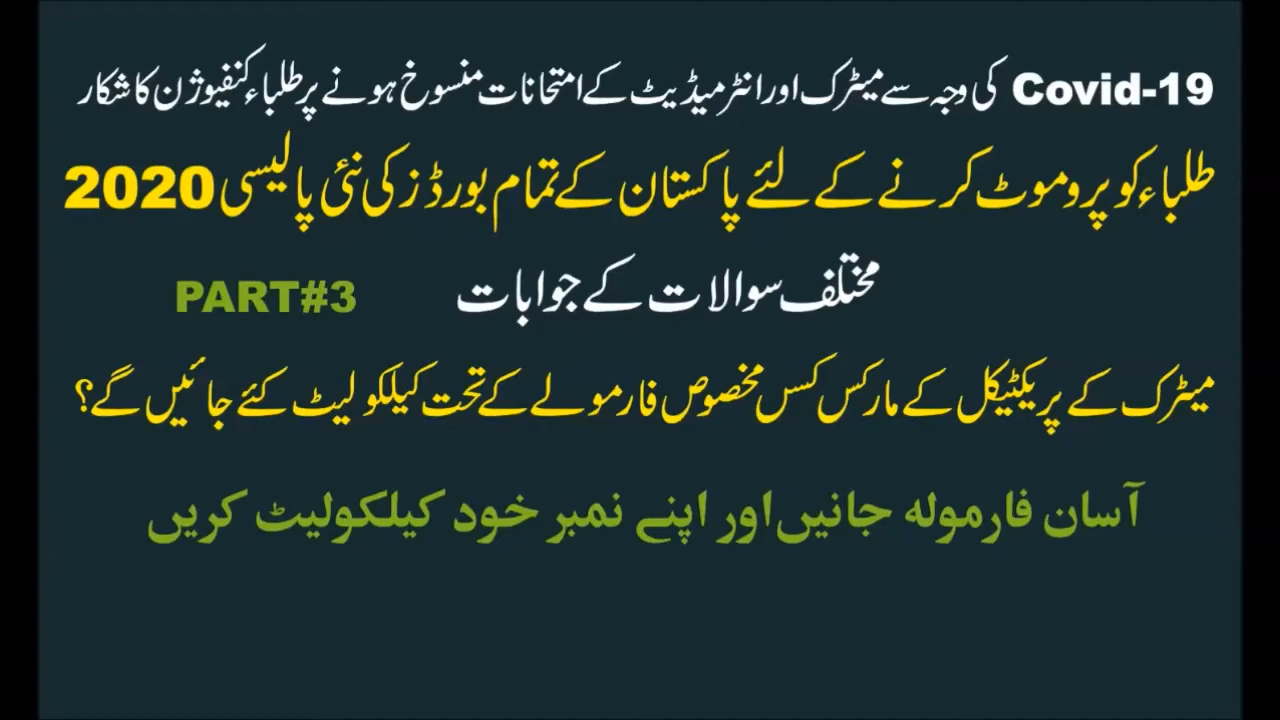 Covid-19 کی وجہ سے میٹرک اور انٹرمیڈیٹ کے امتحانات منسوخ ہونے پر طلباء کنفیوژن کا شکار
طلباء کو پروموٹ کرنے کے لئے پاکستان کے تمام بورڈز کی نئی پالیسی 2020
مختلف سوالات کے جوابات PART#3
میٹرک کے پریکٹیکل کے مارکس کس مخصوص فارمولے کے تحت کیلکولیٹ کئے جائیں گے؟
آسان فارمولہ جانیں اور اپنے نمبر خود کیلکولیٹ کریں